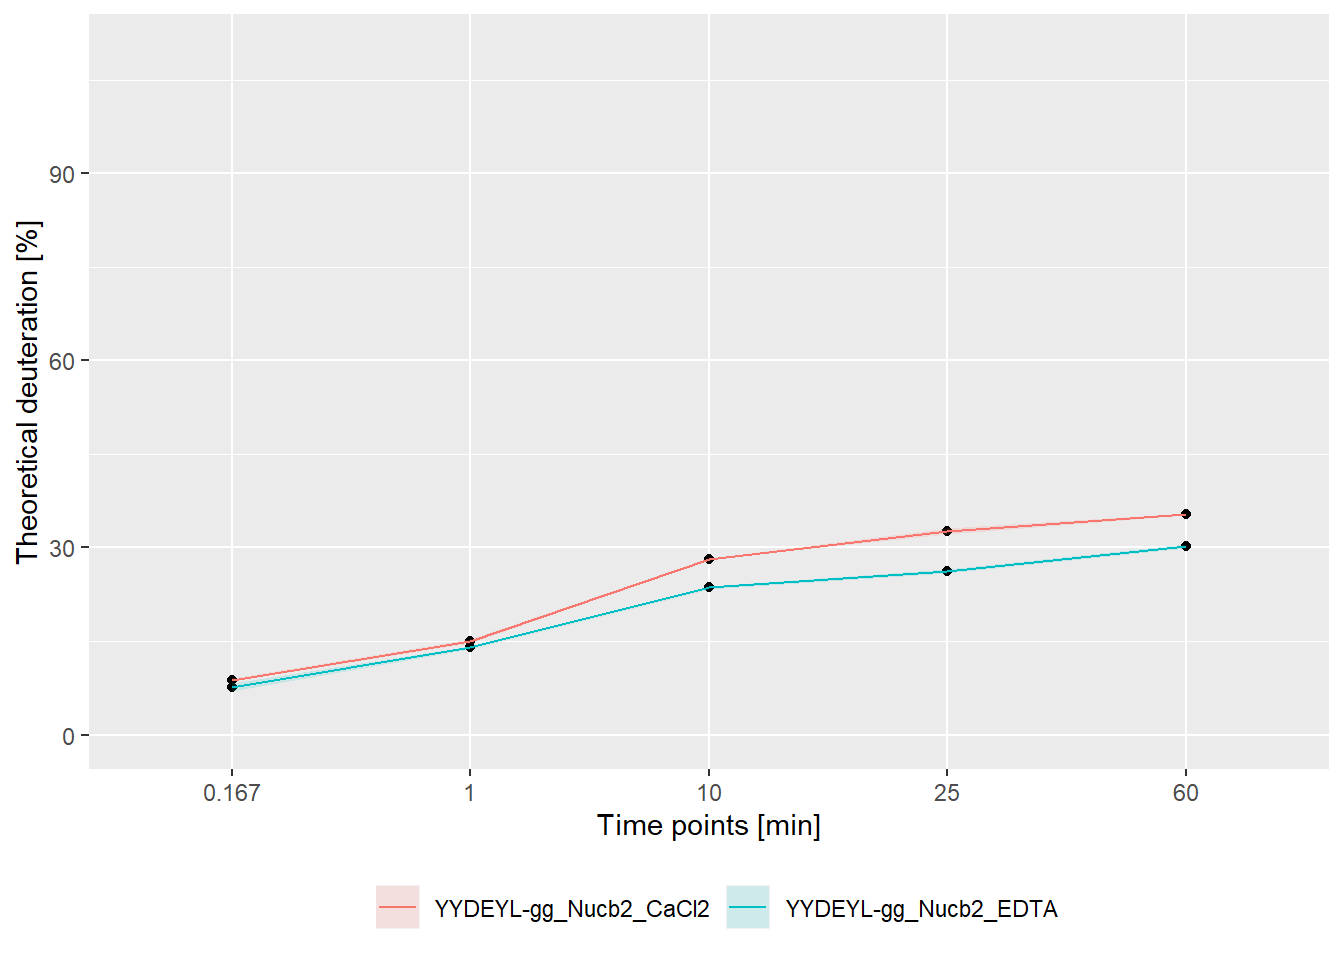 Theoretical deuteration [%]
90
60
30
0
0.167 1 10 25 60
Time points [min]
YYDEYL-gg_Nucb2_CaCl2 YYDEYL-gg_Nucb2_EDTA